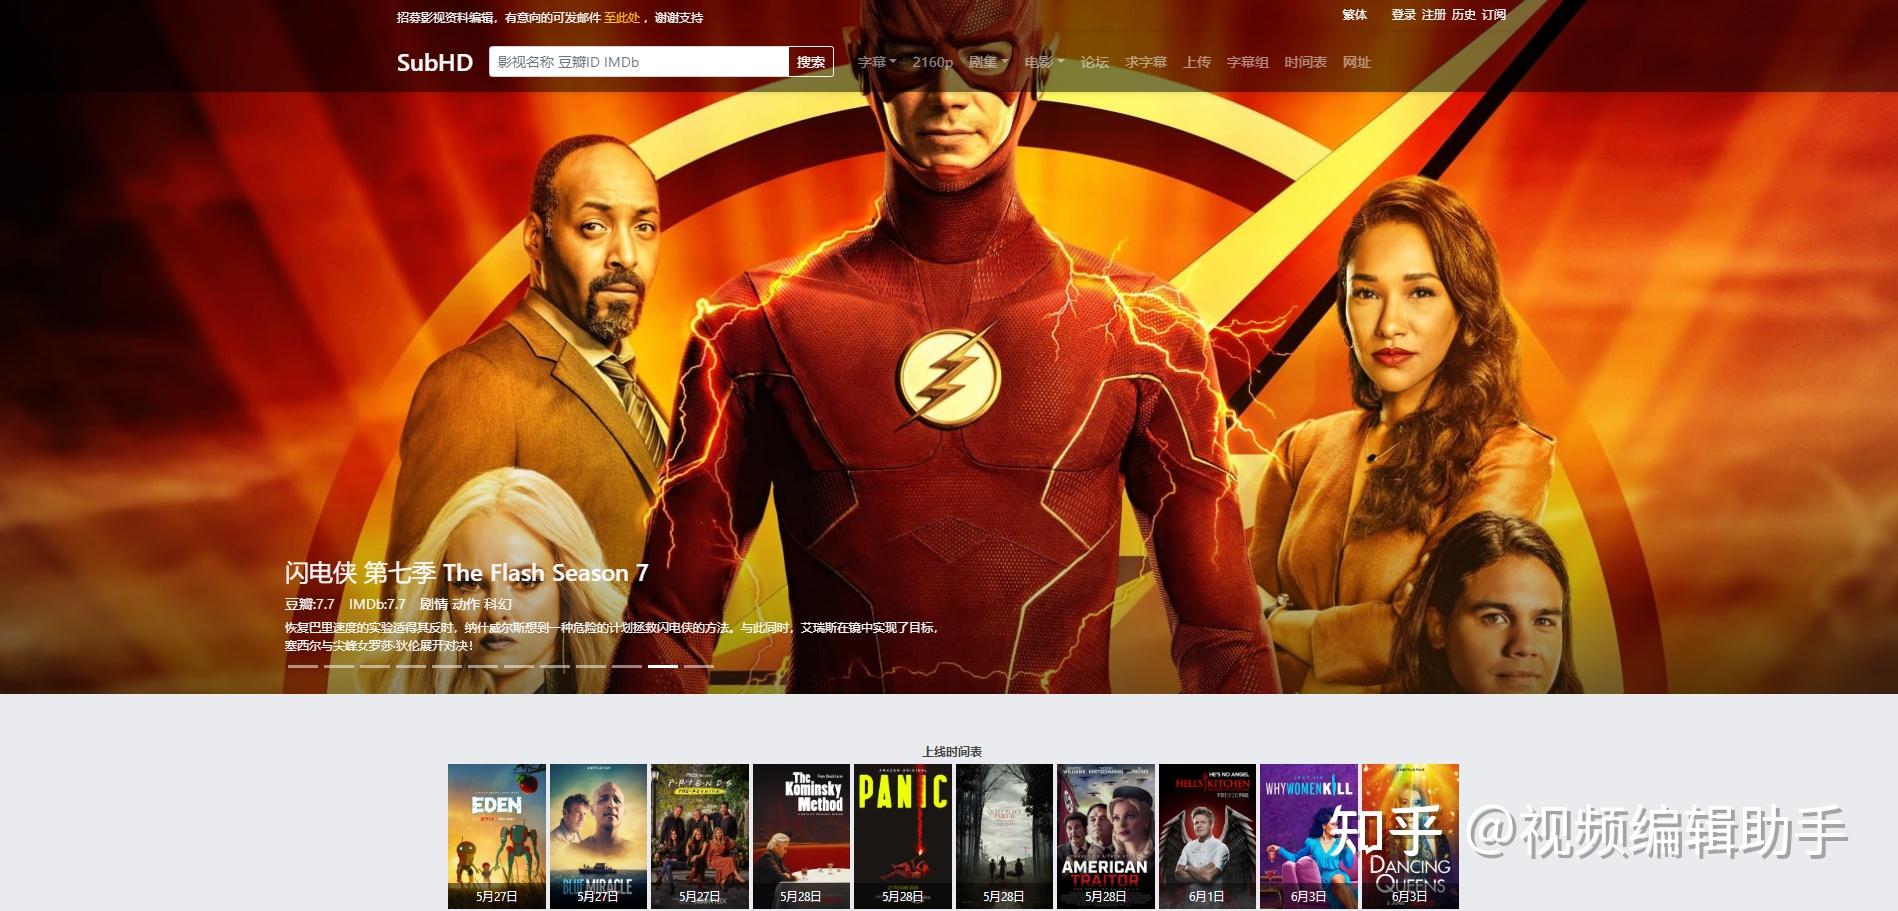 招募影视资料编辑，有意向的可发邮件 至此处 ，谢谢支持
繁体 登录 注册 历史 订阅
SubHD 影视名称 豆瓣ID IMDb 搜索 字幕 2160p 剧集 电影 论坛 求字幕 上传 字幕组 时间表 网址
闪电侠 第七季 The Flash Season 7
豆瓣:7.7 IMDb:7.7 剧情 动作 科幻
恢复巴里速度的实验适得其反时，纳什威尔斯想到一种危险的计划拯救闪电侠的方法。与此同时，艾瑞斯在镜中实现了目标，
塞西尔与尖峰女罗莎·狄伦展开对决！
上线时间表
EDEN
5月27日
BLUE MIRACLE
5月27日
FRIENDS
THE REUNION
5月27日
The
Kominsky
Method
5月28日
PANIC
5月28日
5月28日
AMERICAN
TRAITOR
5月28日
HE'S NO ANGEL
HELL'S KITCHEN
6月1日
LUCY LIU
WHY WOMEN KILL
6月3日
DANCING
QUEENS
6月3日
知乎 @视频编辑助手